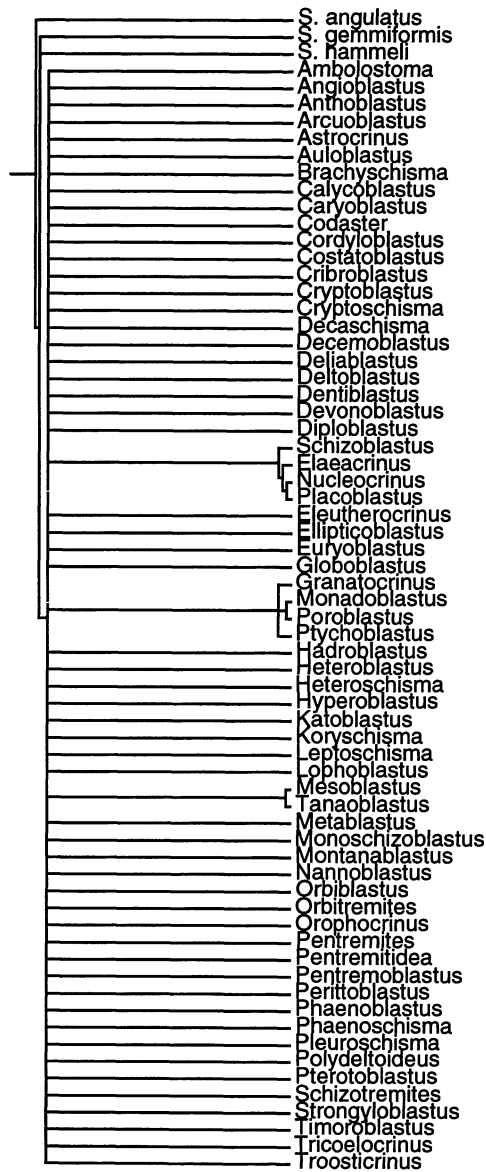 S. angulatus
S. gemmiformis
S. hammeli
Ambolostoma
Angioblastus
Anthoblastus
Arcuoblastus
Astrocrinus
Auloblastus
Brachyschisma
Calycoblastus
Caryoblastus
Codaster
Cordyloblastus
Costatoblastus
Cribroblastus
Cryptoblastus
Cryptoschisma
Decaschisma
Decemoblastus
Deliablastus
Deltoblastus
Dentiblastus
Devonoblastus
Diploblastus
Schizoblastus
Elaeacrinus
Nucleocrinus
Placoblastus
Eleutherocrinus
Ellipticoblastus
Euryoblastus
Globoblastus
Granatocrinus
Monadoblastus
Poroblastus
Ptychoblastus
Hadroblastus
Heteroblastus
Heteroschisma
Hyperoblastus
Katoblastus
Koryschisma
Leptoschisma
Lophoblastus
Mesoblastus
Tanaoblastus
Metablastus
Monoschizoblastus
Montanablastus
Nannoblastus
Orbiblastus
Orbitremites
Orophocrinus
Pentremites
Pentremitidea
Pentremoblastus
Perittoblastus
Phaenoblastus
Phaenoschisma
Pleuroschisma
Polydeltoideus
Pterotoblastus
Schizotremites
Strongyloblastus
Timoroblastus
Tricoelocrinus
Troosticrinus